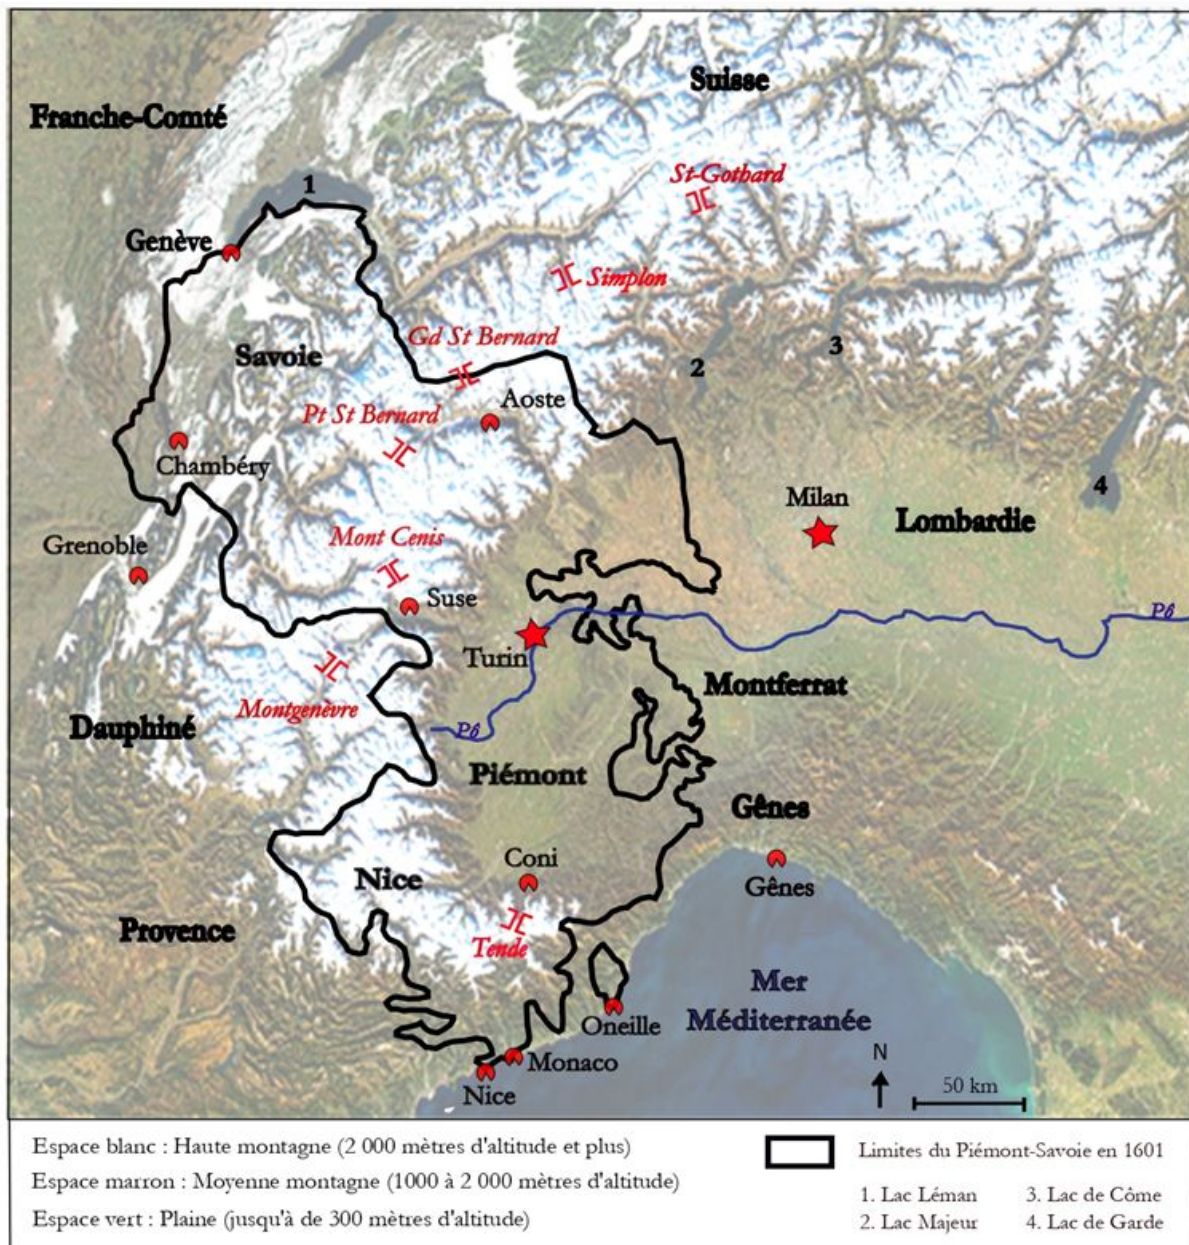 Suisse
Franche-Comté
St-Gothard
1
Genève
Simplon
Gd St Bernard
Savoie
3
2
Aoste
Pt St Bernard
Chambéry
4
Milan
Lombardie
Mont Cenis
Grenoble
Suse
Pô
Turin
Montferrat
Montgenèvre
Dauphiné
Pô
Piémont
Gênes
Coni
Nice
Gênes
Provence
Tende
Mer
Méditerranée
Oneille
Monaco
N
Nice
50 km
Espace blanc : Haute montagne (2 000 mètres d'altitude et plus)
Espace marron : Moyenne montagne (1000 à 2 000 mètres d'altitude)
Espace vert : Plaine (jusqu'à de 300 mètres d'altitude)
Limites du Piémont-Savoie en 1601
1. Lac Léman
2. Lac Majeur
3. Lac de Côme
4. Lac de Garde